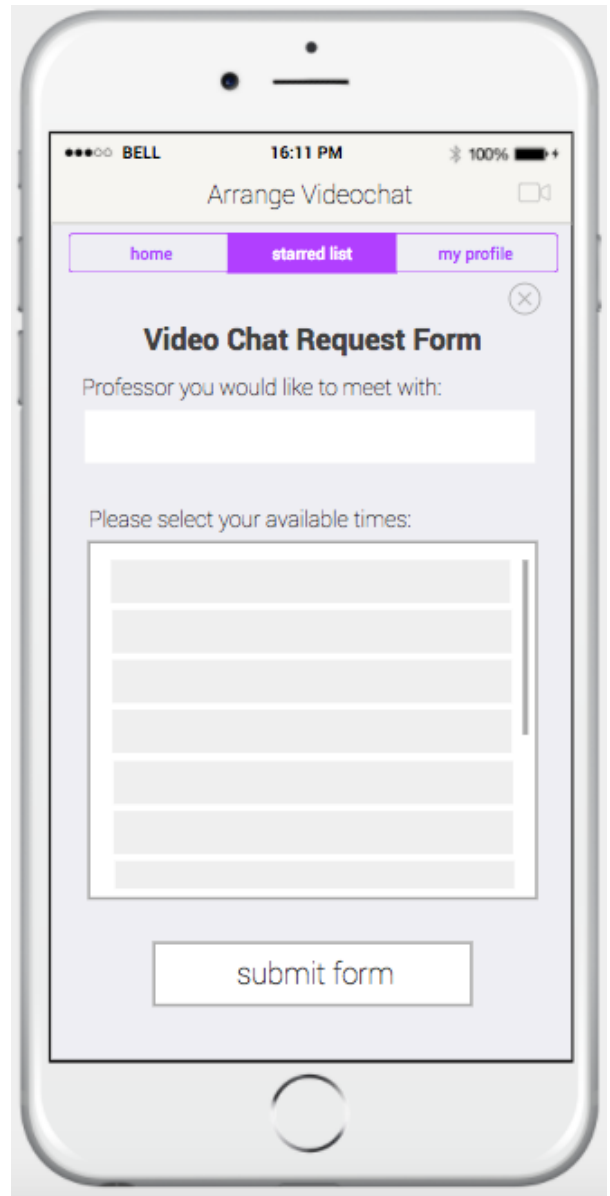 BELL 16:11 PM 100%
Arrange Videochat
home starred list my profile
Video Chat Request Form
Professor you would like to meet with:
Please select your available times:
submit form